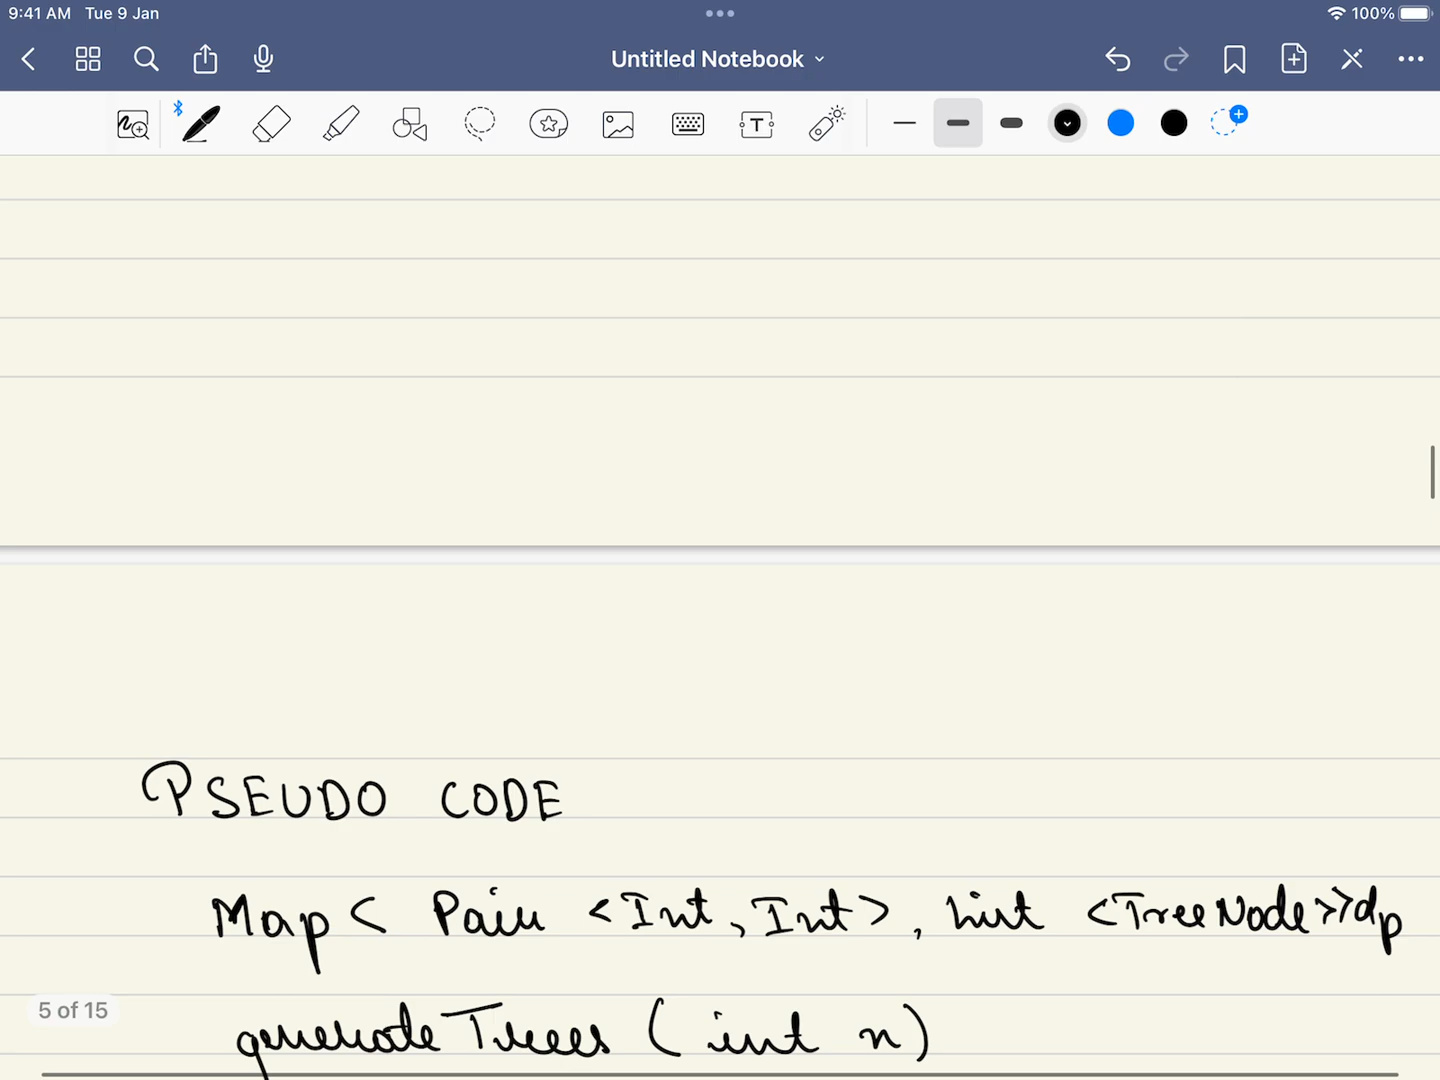 9:41 AM Tue 9 Jan
100%
Untitled Notebook
T
PSEUDO CODE
Map < Pair <Int, Int>, List <TreeNode>> dp
5 of 15
generateTrees (int n)